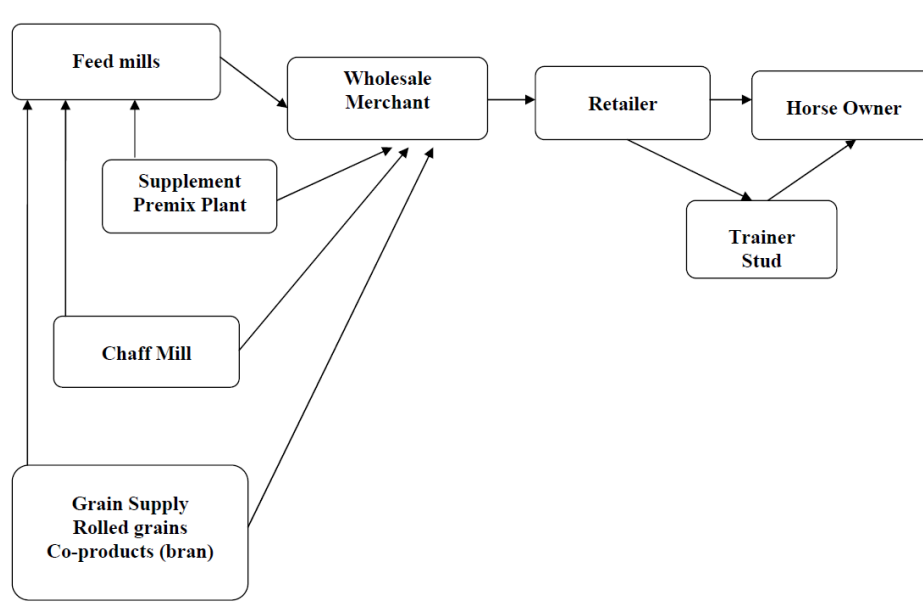 Feed mills
Wholesale
Merchant
Retailer
Horse Owner
Supplement
Premix Plant
Trainer
Stud
Chaff Mill
Grain Supply
Rolled grains
Co-products (bran)